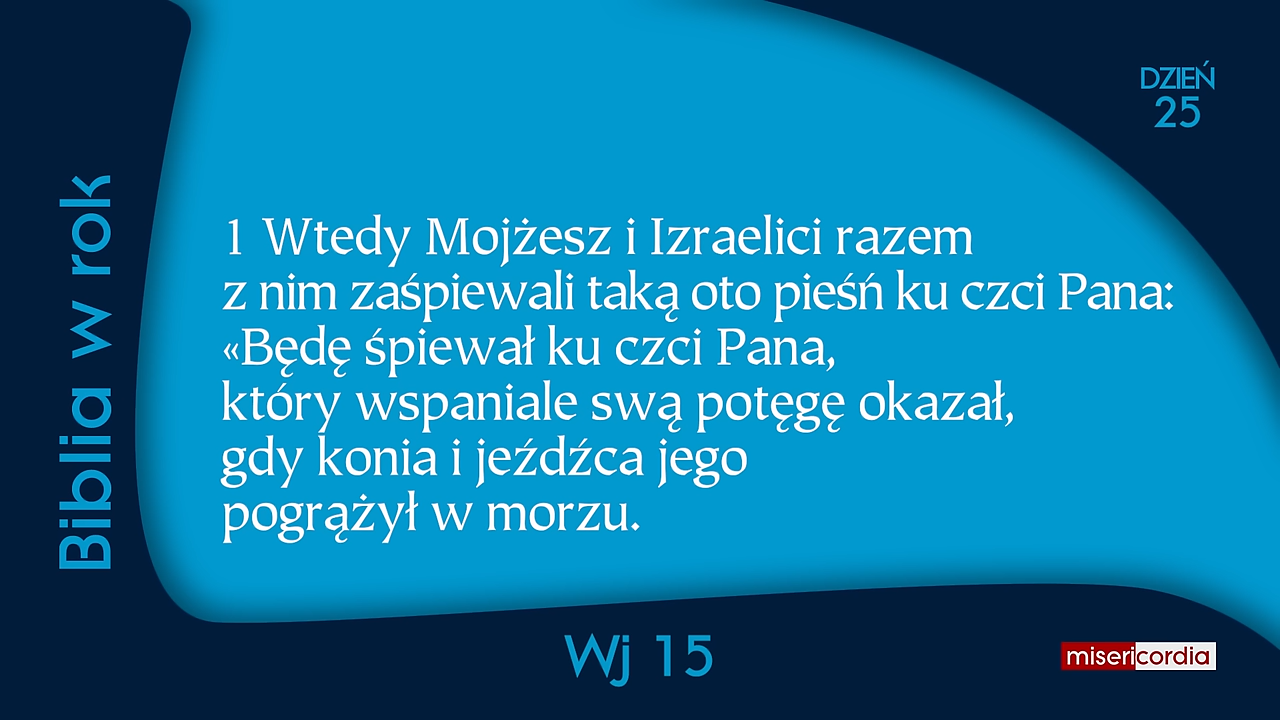 DZIEŃ
25
Biblia w rok
1 Wtedy Mojżesz i Izraelici razem
z nim zaśpiewali taką oto pieśń ku czci Pana:
«Będę śpiewał ku czci Pana,
który wspaniale swą potęgę okazał,
gdy konia i jeźdźca jego
pogrążył w morzu.
Wj 15
misericordia